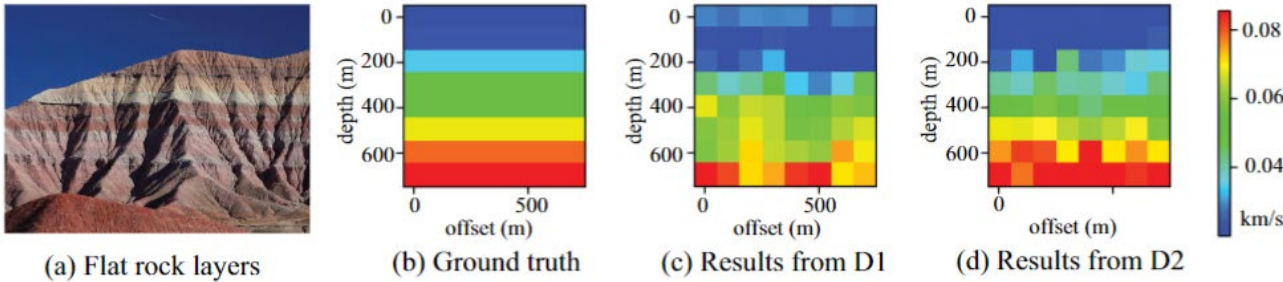 0
200
400
600
depth (m)
0
500
offset (m)
0
200
400
600
depth (m)
0
500
offset (m)
0
200
400
600
depth (m)
0
offset (m)
0.08
0.06
0.04
km/s
(a) Flat rock layers
(b) Ground truth
(c) Results from D1
(d) Results from D2